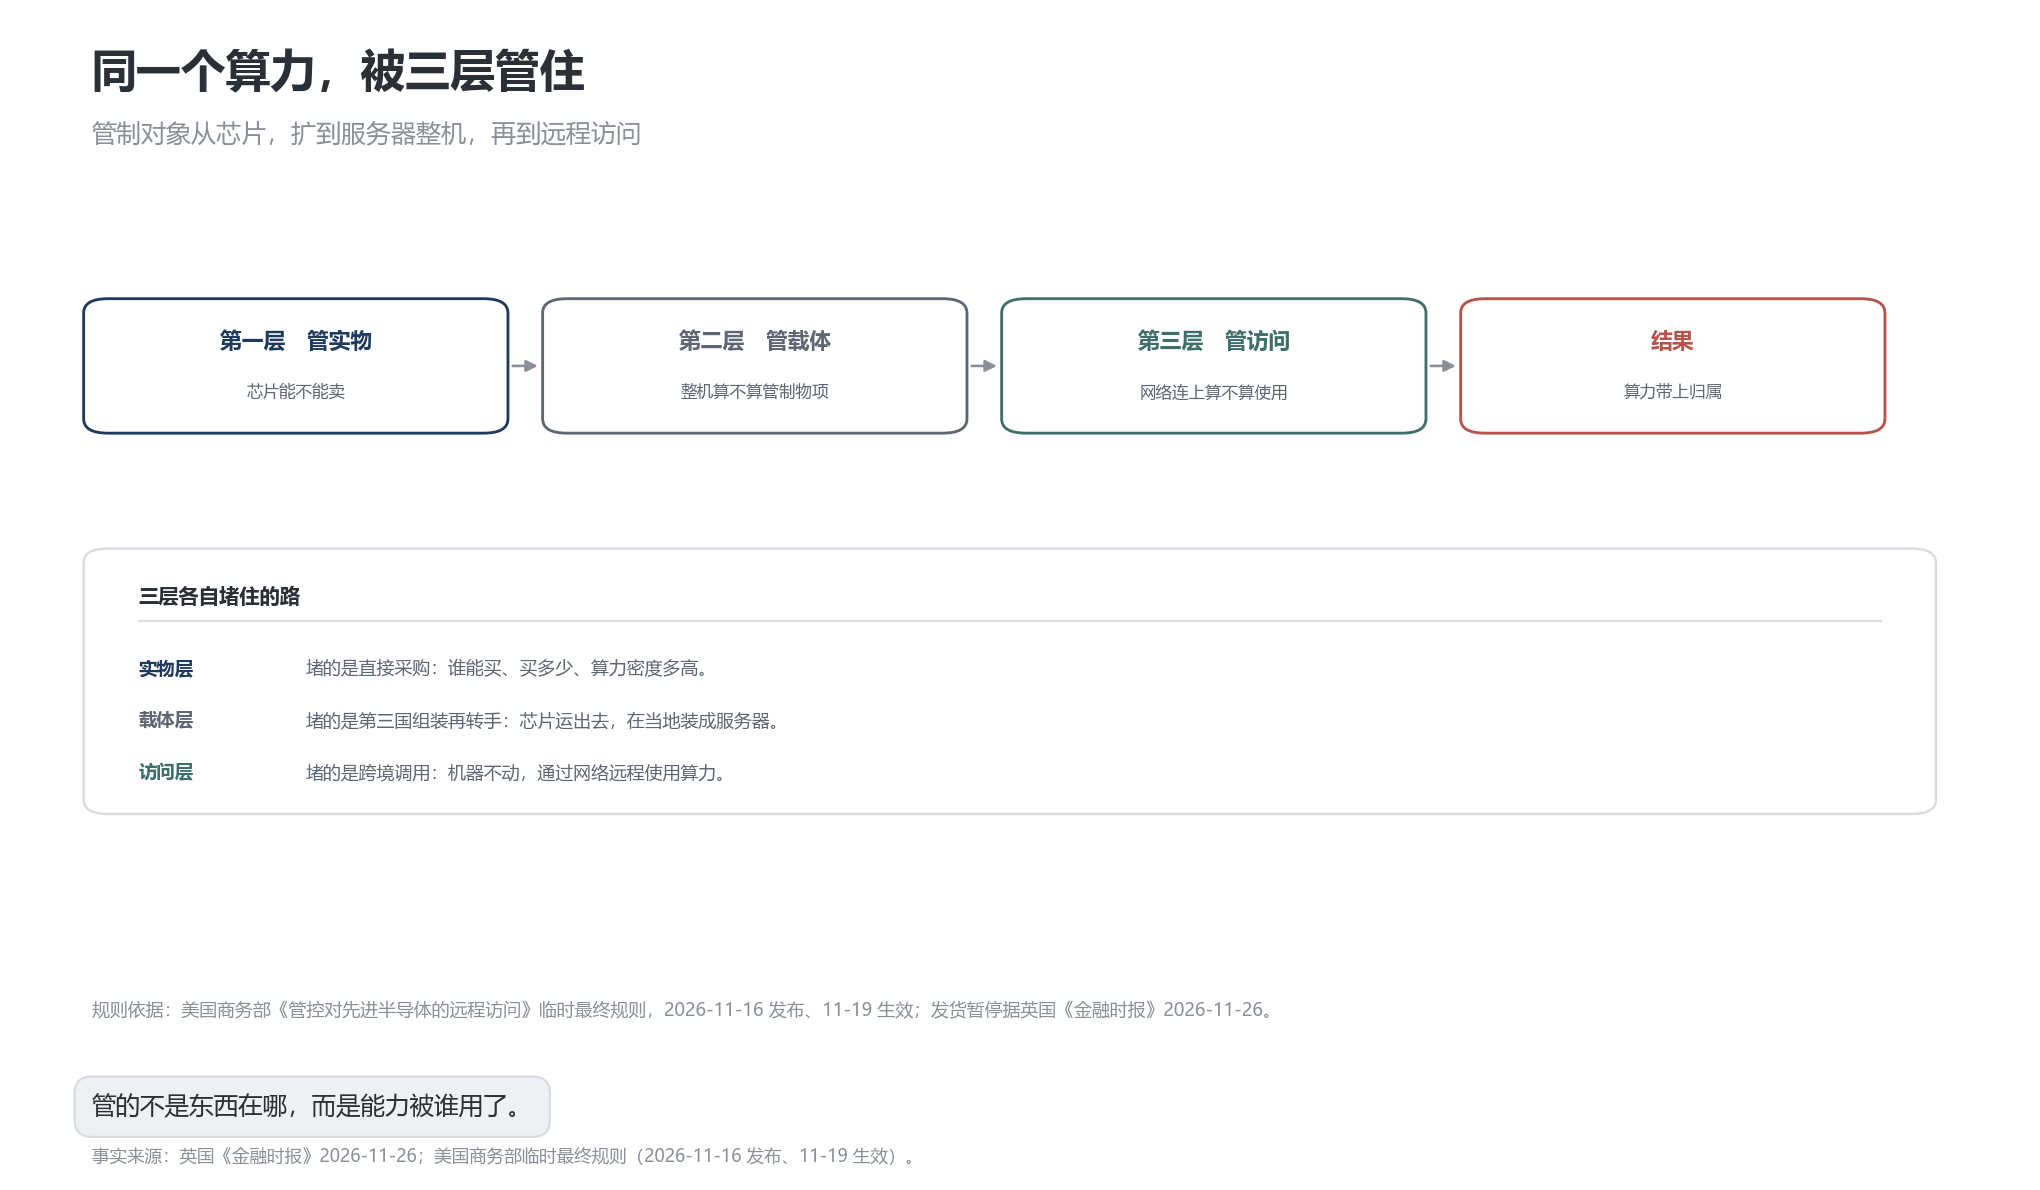 同一个算力，被三层管住
管制对象从芯片，扩到服务器整机，再到远程访问
第一层　管实物
芯片能不能卖
第二层　管载体
整机算不算管制物项
第三层　管访问
网络连上算不算使用
结果
算力带上归属
三层各自堵住的路
实物层　堵的是直接采购：谁能买、买多少、算力密度多高。
载体层　堵的是第三国组装再转手：芯片运出去，在当地装成服务器。
访问层　堵的是跨境调用：机器不动，通过网络远程使用算力。
规则依据：美国商务部《管控对先进半导体的远程访问》临时最终规则，2026-11-16 发布、11-19 生效；发货暂停据英国《金融时报》2026-11-26。
管的不是东西在哪，而是能力被谁用了。
事实来源：英国《金融时报》2026-11-26；美国商务部临时最终规则（2026-11-16 发布、11-19 生效）。